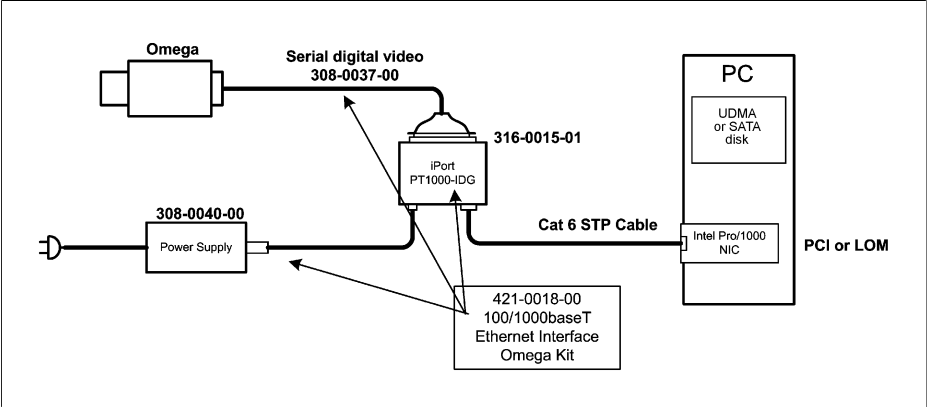 Omega
Serial digital video
308-0037-00
316-0015-01
iPort
PT1000-IDG
308-0040-00
Power Supply
Cat 6 STP Cable
PC
UDMA
or SATA
disk
Intel Pro/1000
NIC
PCI or LOM
421-0018-00
100/1000baseT
Ethernet Interface
Omega Kit